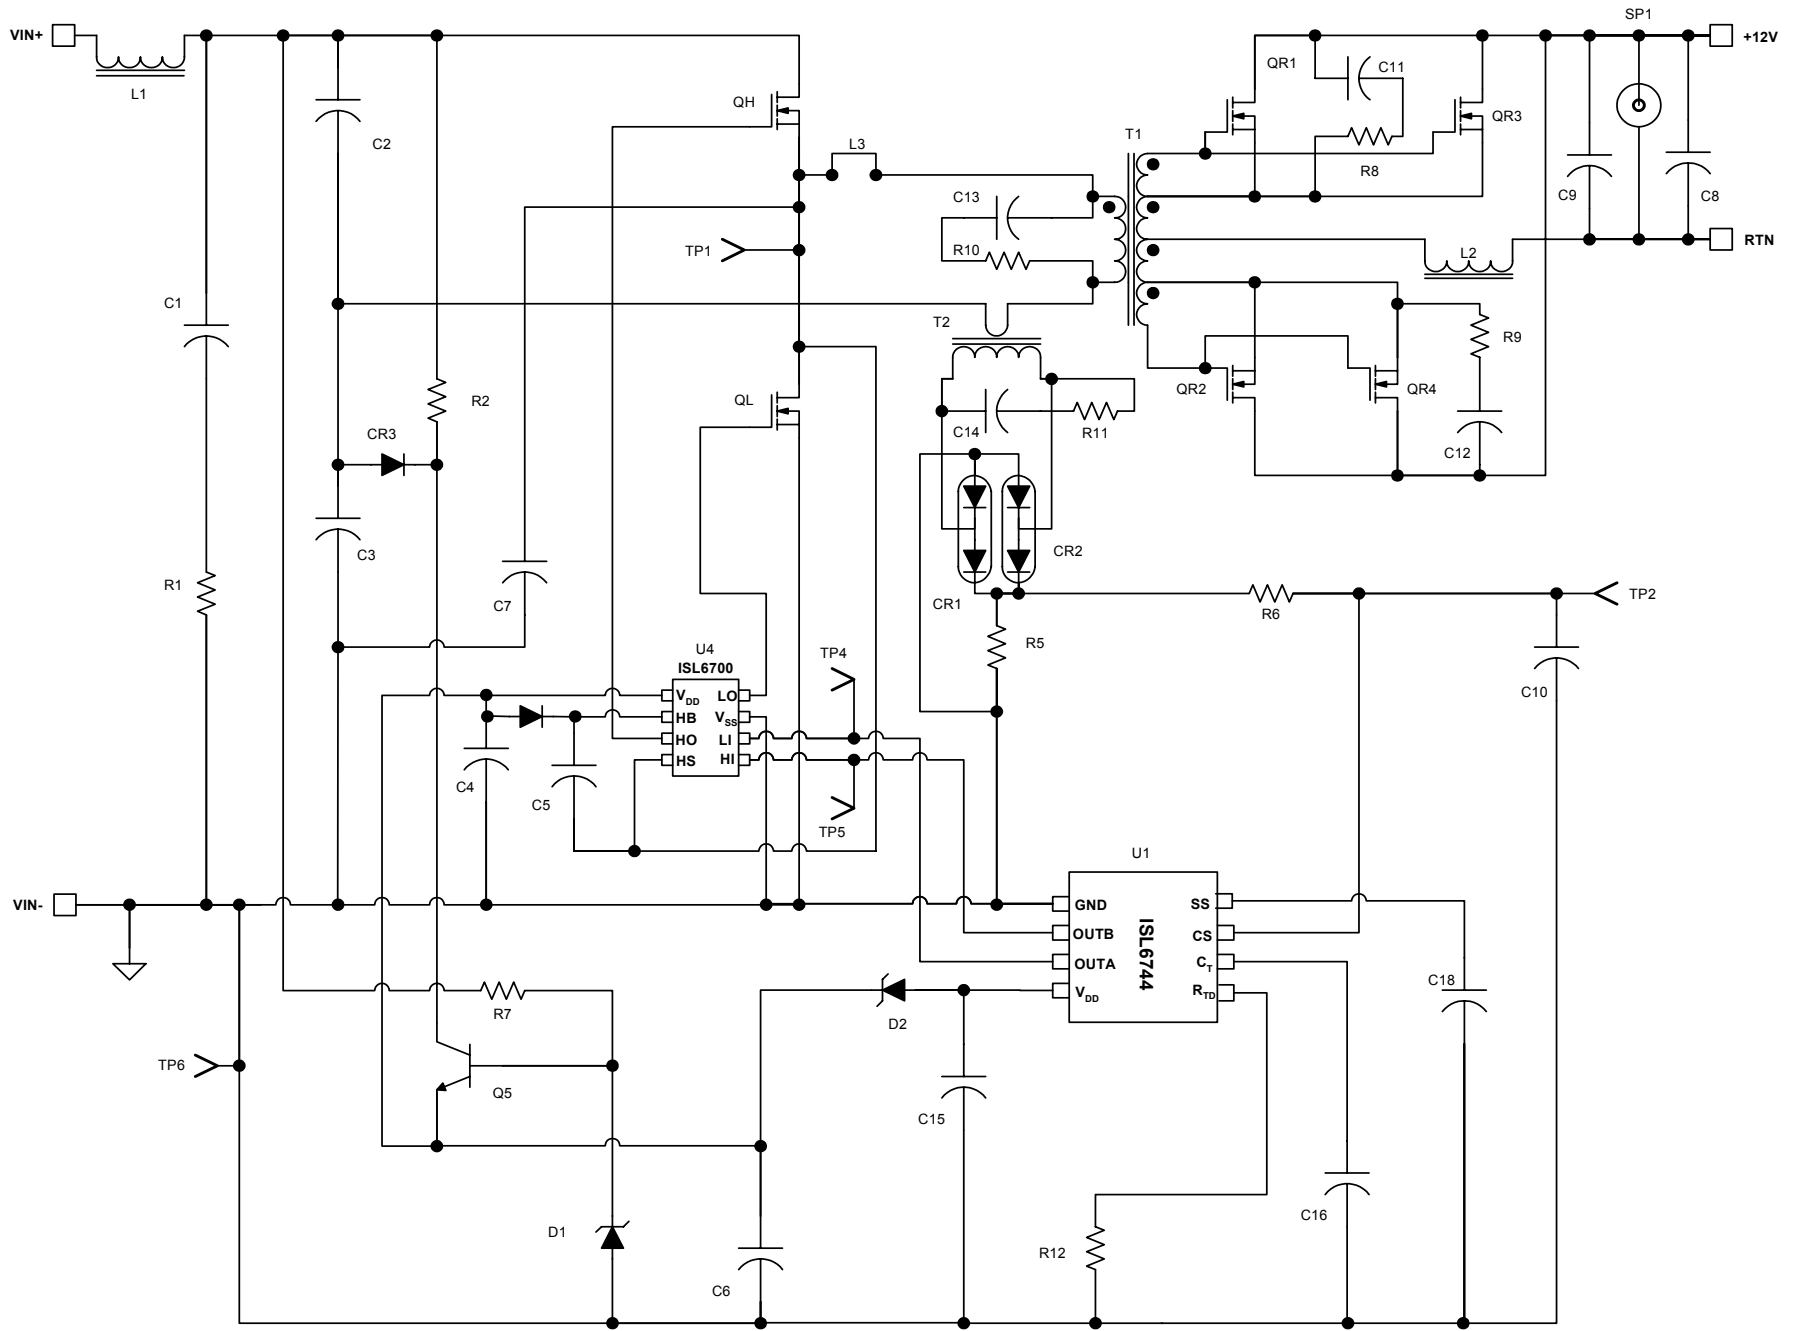 SP1
VIN+
+12V
L1
QR1
C11
QH
QR3
C2
T1
L3
R8
C13
C9
C8
TP1
R10
L2
RTN
C1
T2
R9
QR2
QR4
R2
QL
CR3
C14
R11
C12
C3
CR2
R1
C7
CR1
R6
TP2
R5
U4
TP4
ISL6700
VDD LO
HB VSS
HO LI
HS HI
C10
C4
C5
TP5
U1
VIN-
GND SS
OUTB CS
ISL6744
OUTA CT
VDD RTD
C18
R7
D2
TP6
Q5
C15
C16
D1
R12
C6